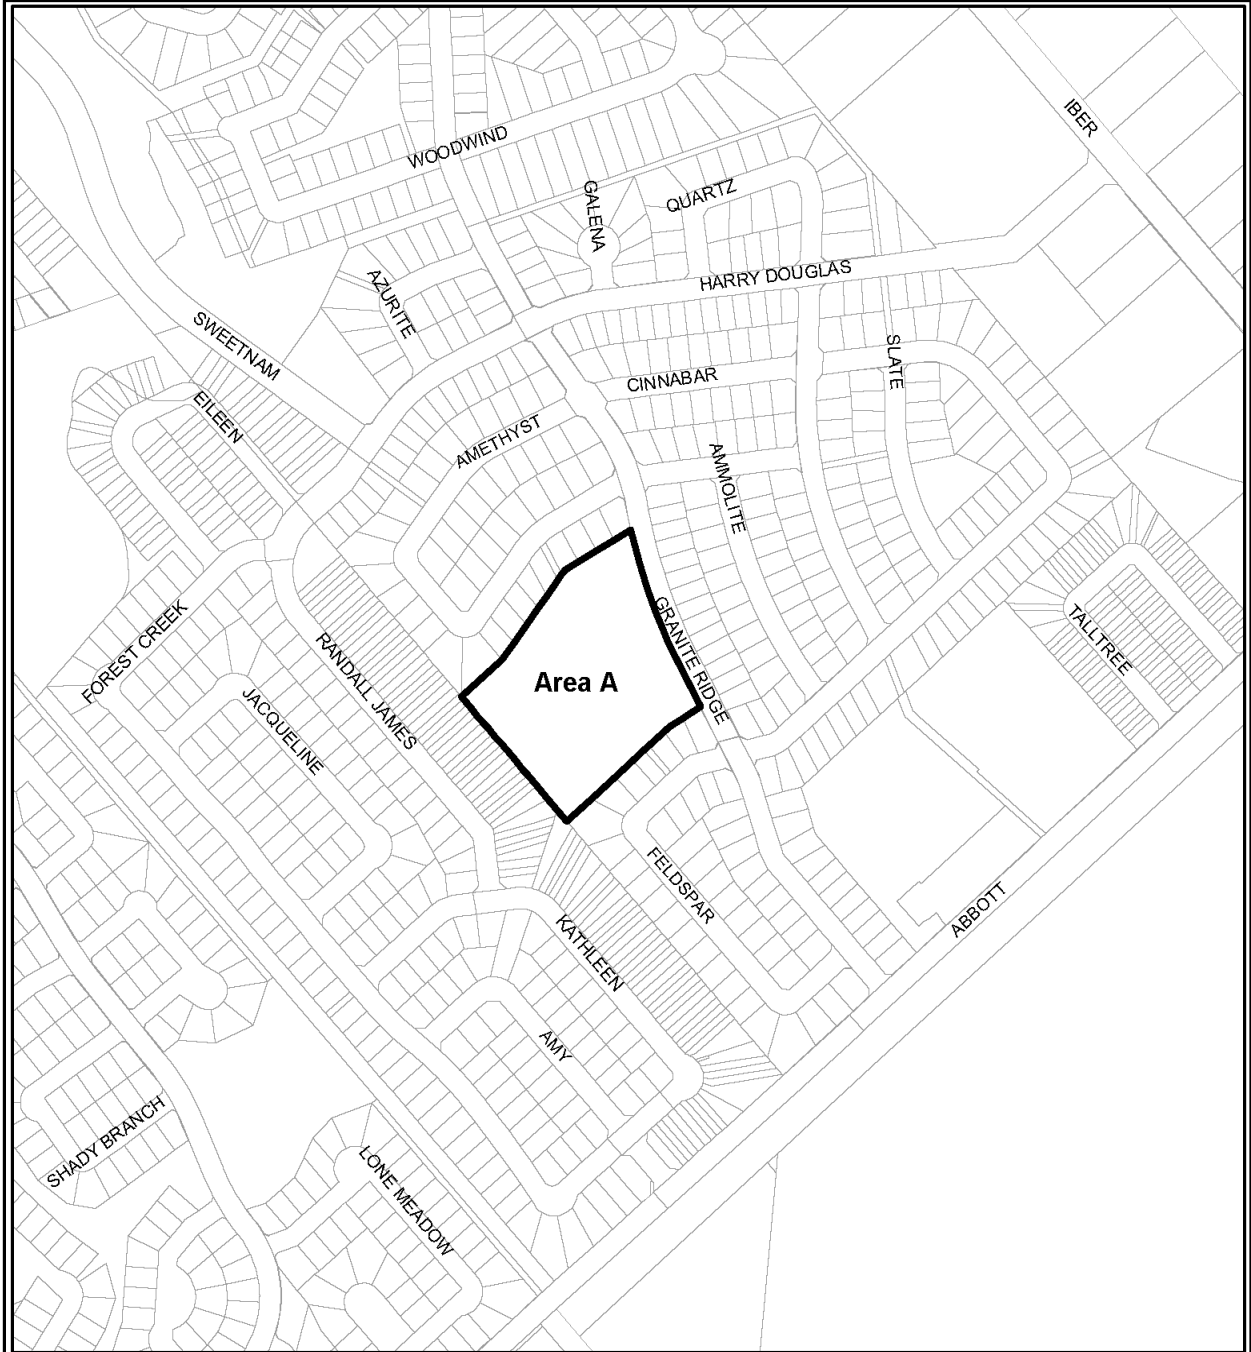 IBER
WOODWIND
GALENA
QUARTZ
HARRY DOUGLAS
AZURITE
SWEETNAM
SLATE
CINNABAR
EILEEN
AMETHYST
AMMOLITE
GRANITE RIDGE
FOREST CREEK
RANDALL JAMES
TALLTREE
Area A
JACQUELINE
FELDSPAR
ABBOTT
KATHLEEN
AMY
SHADY BRANCH
LONE MEADOW